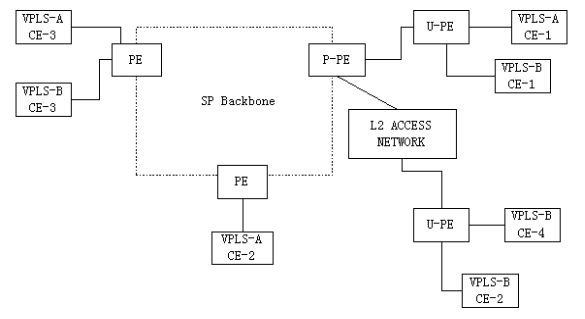 VPLS-A
CE-3
PE
VPLS-B
CE-3
SP Backbone
PE
VPLS-A
CE-2
P-PE
U-PE
VPLS-A
CE-1
VPLS-B
CE-1
L2 ACCESS
NETWORK
U-PE
VPLS-B
CE-4
VPLS-B
CE-2